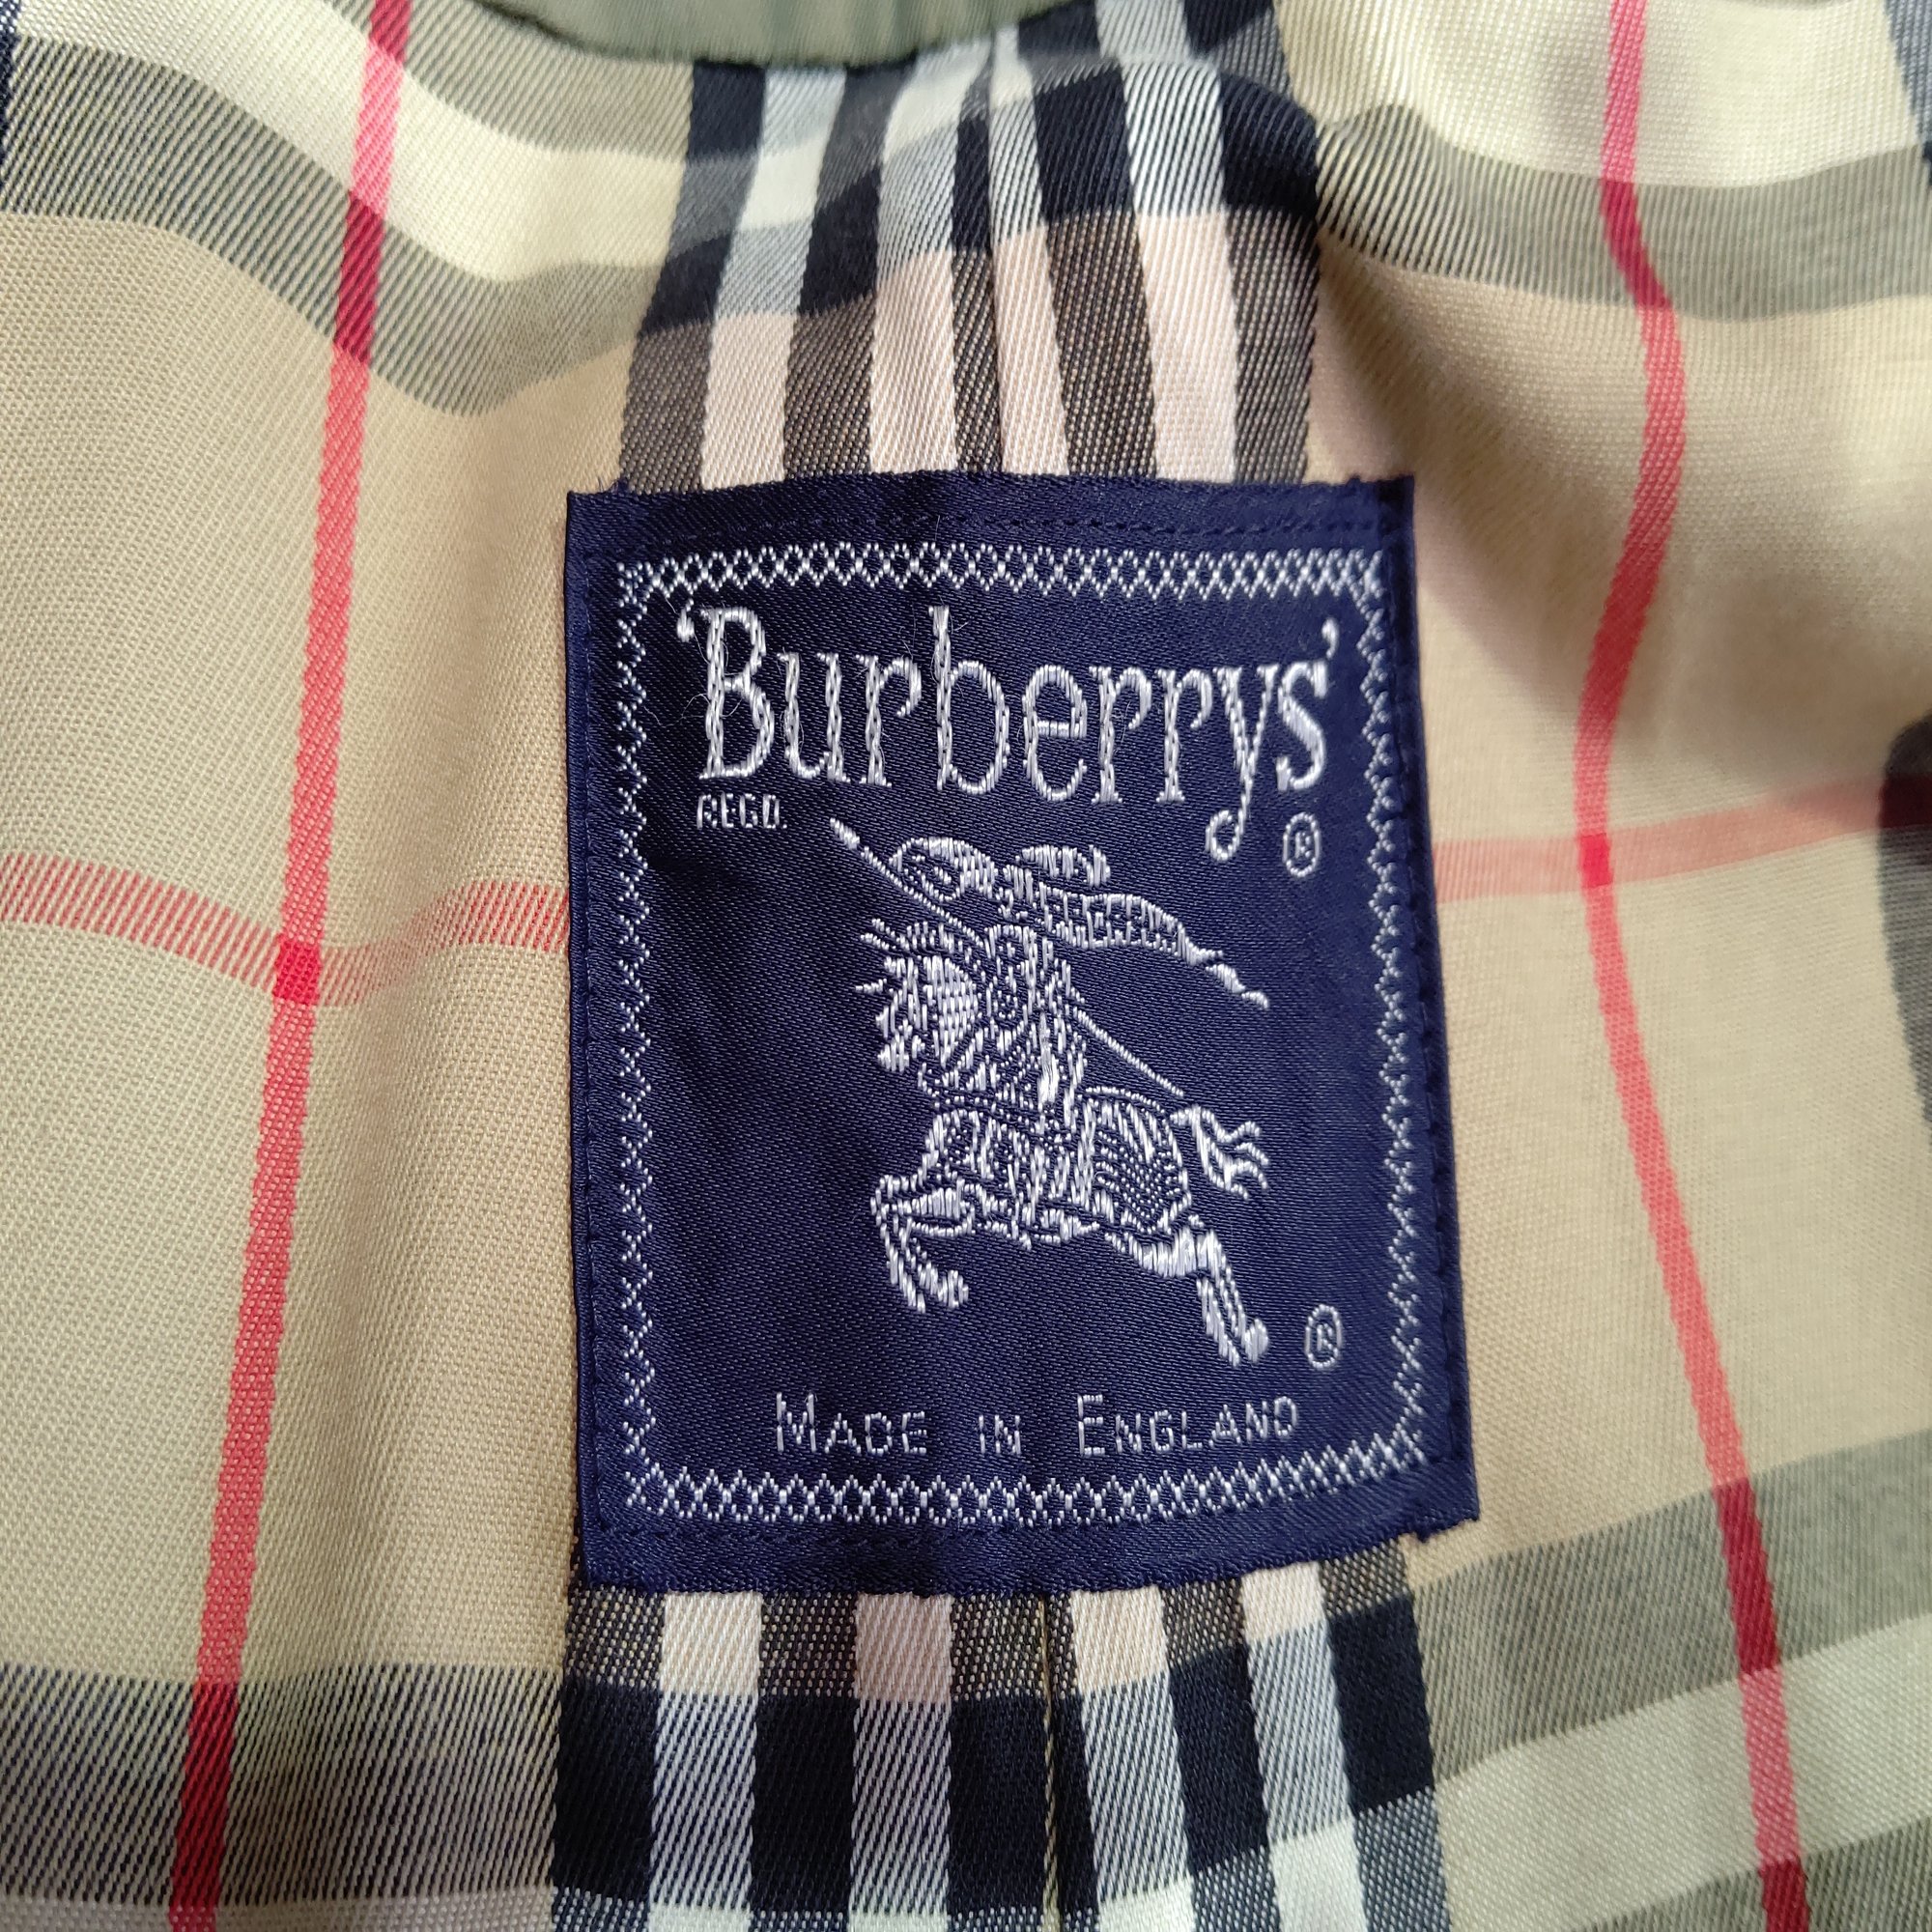 'Burberrys'
REGD. ®
®
MADE IN ENGLAND